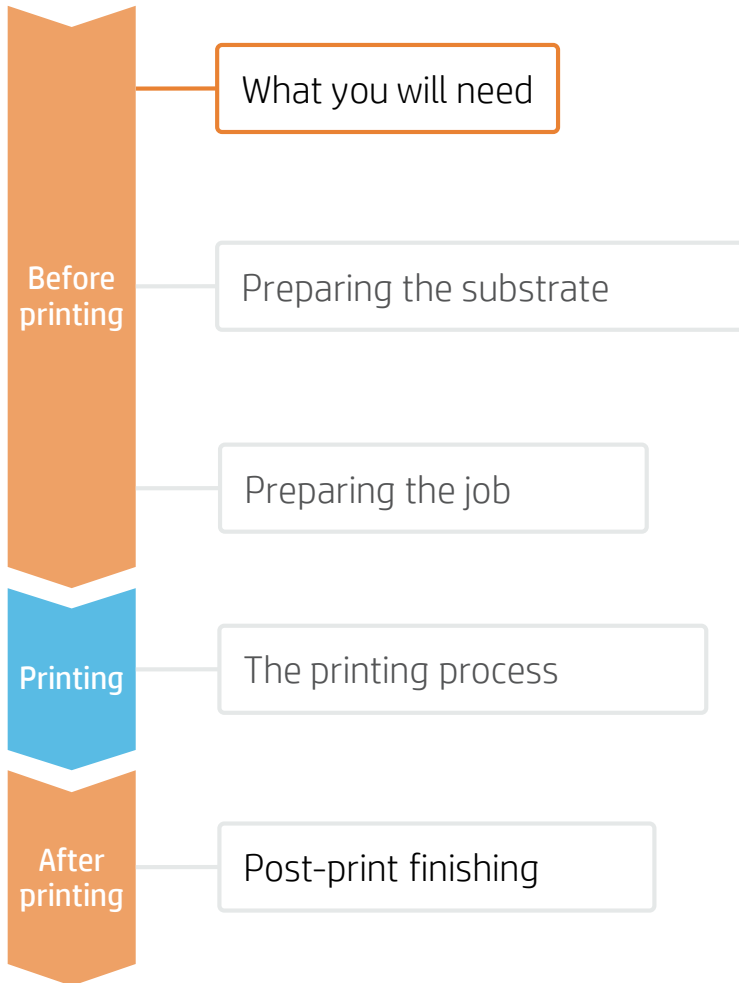 What you will need
Before
printing
Preparing the substrate
Preparing the job
Printing
The printing process
After
printing
Post-print finishing